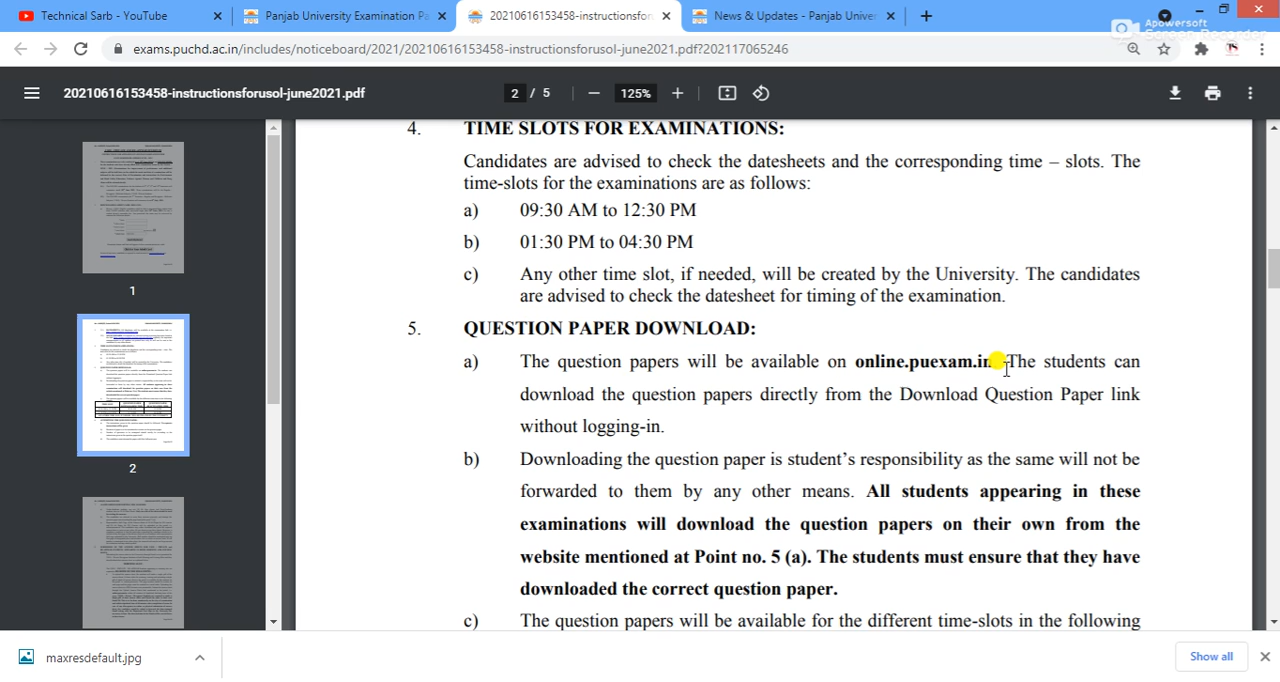 Technical Sarb - YouTube
Panjab University Examination Pa
20210616153458-instructionsfor
News & Updates - Panjab Univer
Apowersoft
Screen Recorder
exams.puchd.ac.in/includes/noticeboard/2021/20210616153458-instructionsforusol-june2021.pdf?202117065246
20210616153458-instructionsforusol-june2021.pdf
2 / 5
125%
1
2
4. TIME SLOTS FOR EXAMINATIONS:
Candidates are advised to check the datesheets and the corresponding time – slots. The
time-slots for the examinations are as follows:
a) 09:30 AM to 12:30 PM
b) 01:30 PM to 04:30 PM
c) Any other time slot, if needed, will be created by the University. The candidates
are advised to check the datesheet for timing of the examination.
5. QUESTION PAPER DOWNLOAD:
a) The question papers will be available on online.puexam.in. The students can
download the question papers directly from the Download Question Paper link
without logging-in.
b) Downloading the question paper is student's responsibility as the same will not be
forwarded to them by any other means. All students appearing in these
examinations will download the question papers on their own from the
website mentioned at Point no. 5 (a). The students must ensure that they have
downloaded the correct question paper.
c) The question papers will be available for the different time-slots in the following
maxresdefault.jpg
Show all